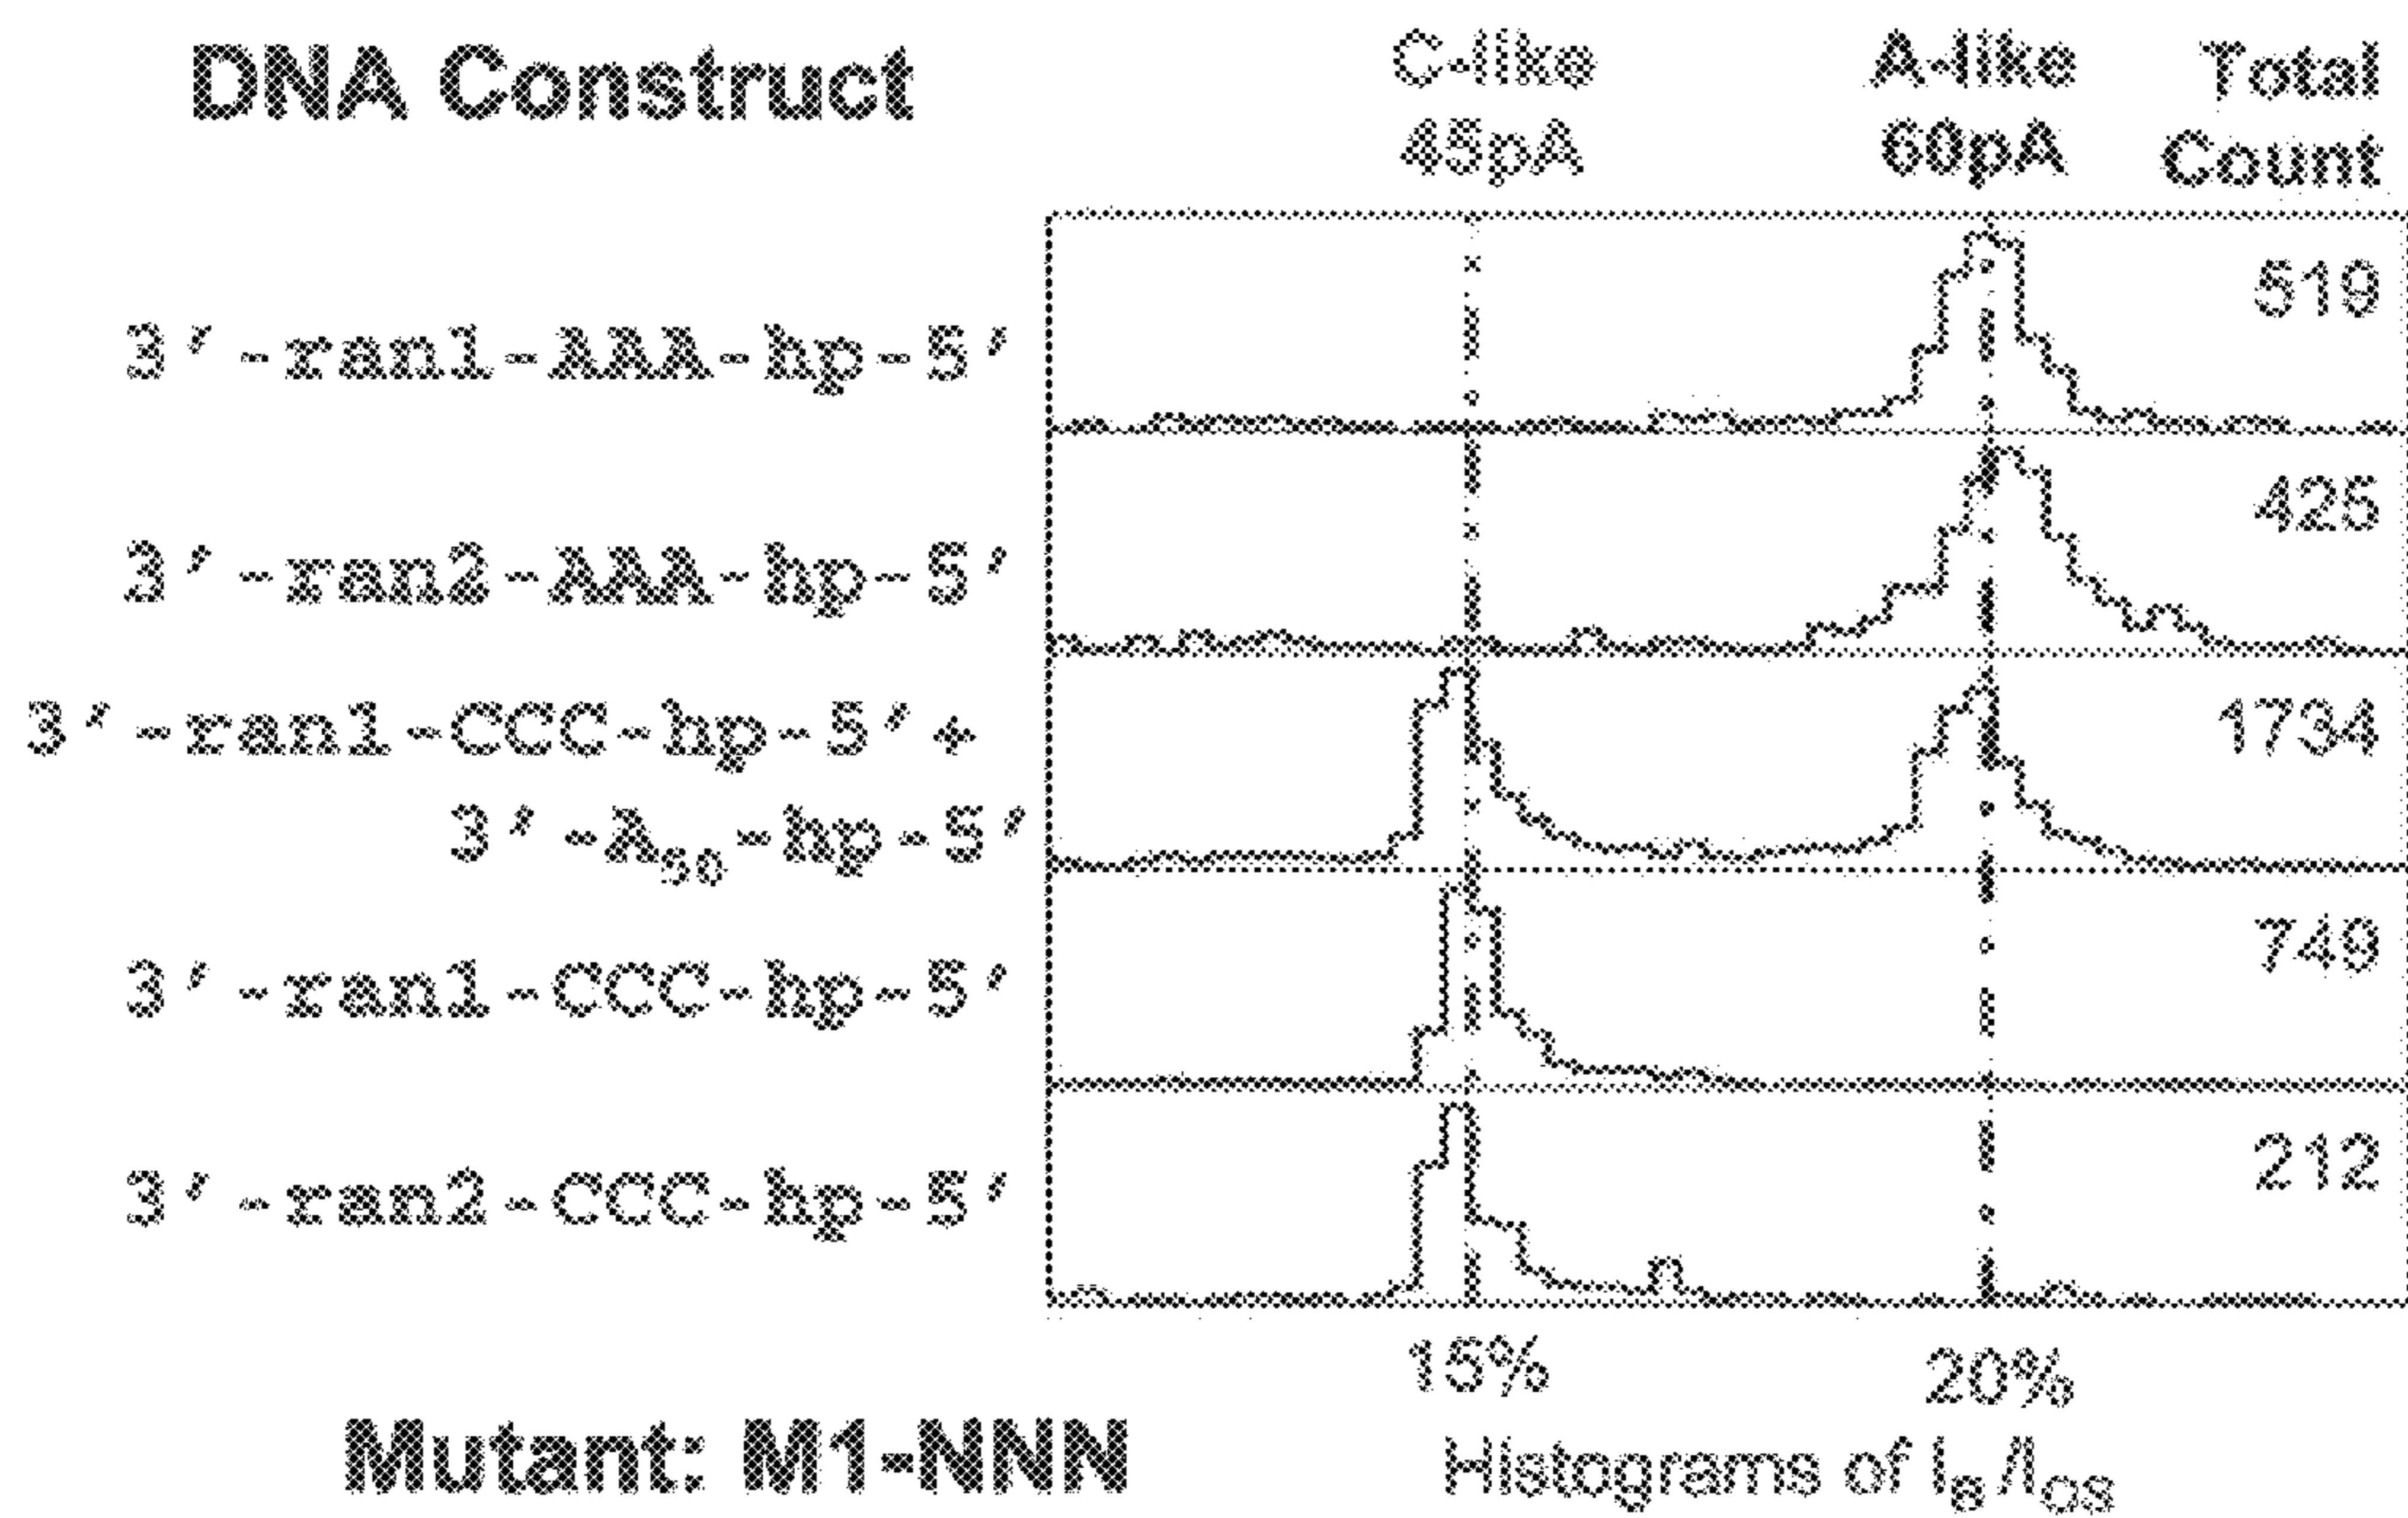 DNA Construct
C-like
45pA
A-like
60pA
Total
Count
3'-ran1-AAA-hp-5'
519
3'-ran2-AAA-hp-5'
425
3'-ran1-CCC-hp-5'+
3'-A50-hp-5'
1734
3'-ran1-CCC-hp-5'
749
3'-ran2-CCC-hp-5'
212
15%
20%
Mutant: M1-NNN
Histograms of IB/IOS